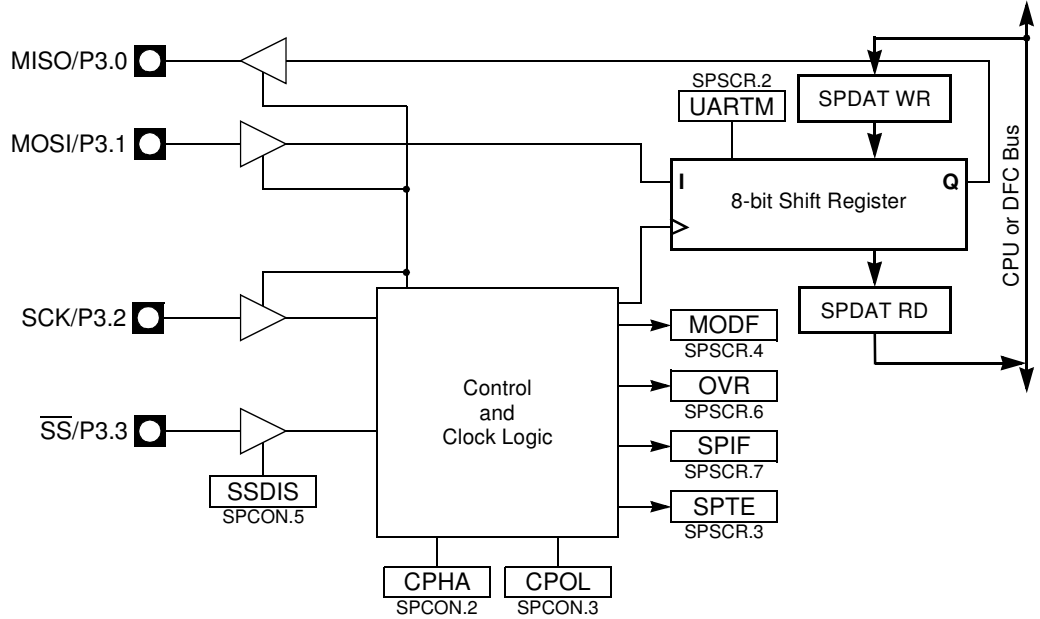 MISO/P3.0
MOSI/P3.1
SCK/P3.2
SS/P3.3
SSDIS
SPCON.5
Control
and
Clock Logic
CPHA
SPCON.2
CPOL
SPCON.3
SPSCR.2
UARTM
SPDAT WR
I
Q
8-bit Shift Register
SPDAT RD
CPU or DFC Bus
MODF
SPSCR.4
OVR
SPSCR.6
SPIF
SPSCR.7
SPTE
SPSCR.3